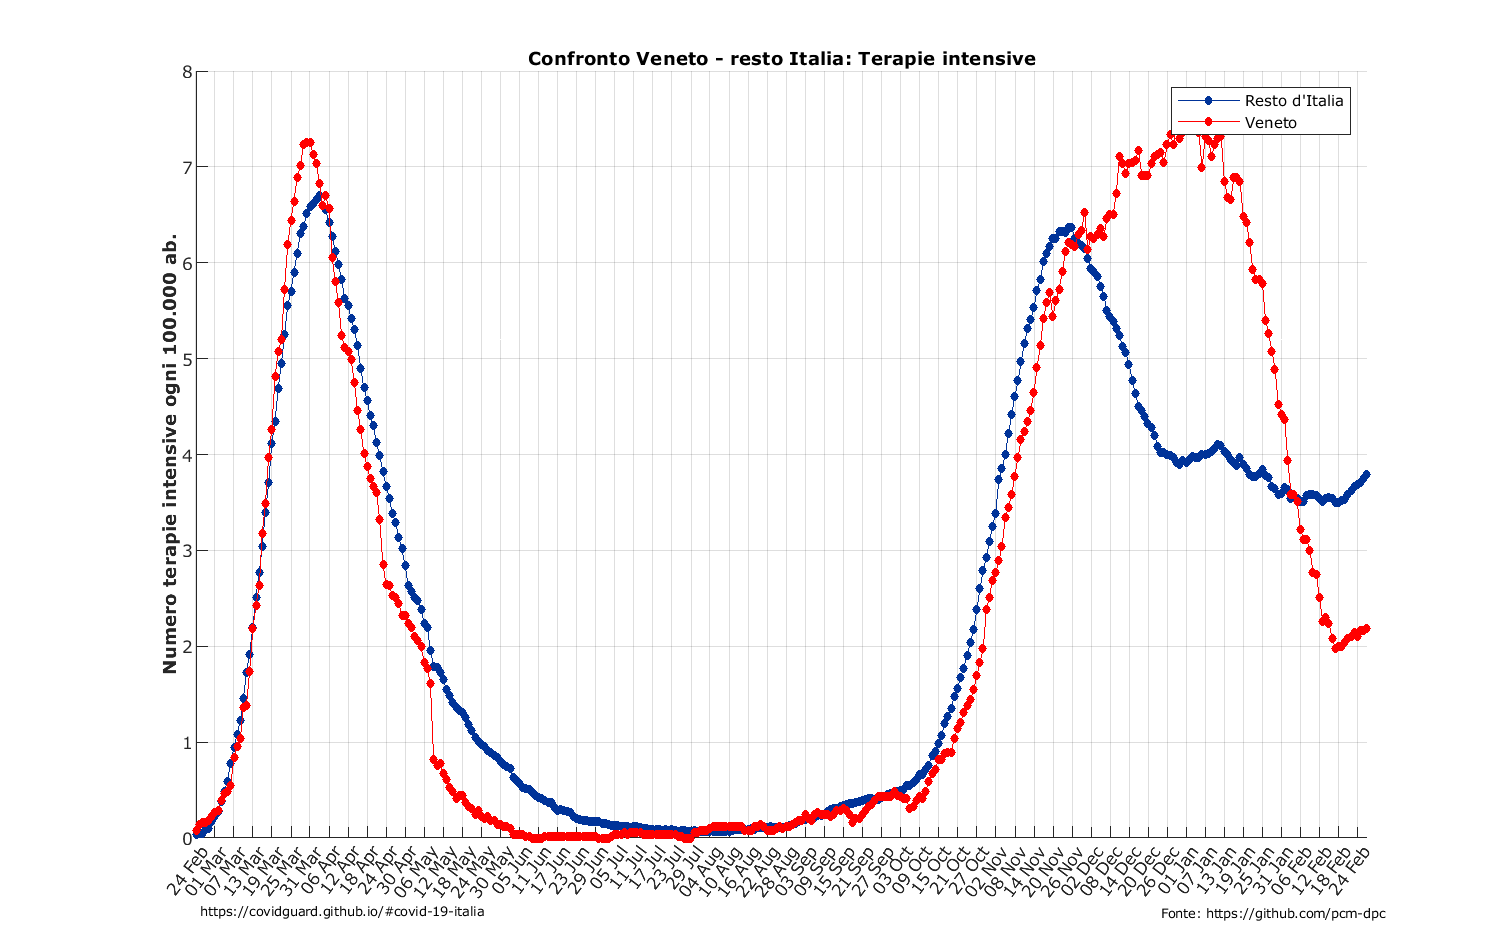 Confronto Veneto - resto Italia: Terapie intensive
Resto d'Italia
Veneto
Numero terapie intensive ogni 100.000 ab.
8
7
6
5
4
3
2
1
0
24 Feb
01 Mar
07 Mar
13 Mar
19 Mar
25 Mar
31 Mar
06 Apr
12 Apr
18 Apr
24 Apr
30 Apr
06 May
12 May
18 May
24 May
30 May
05 Jun
11 Jun
17 Jun
23 Jun
29 Jun
05 Jul
11 Jul
17 Jul
23 Jul
29 Jul
04 Aug
10 Aug
16 Aug
22 Aug
28 Aug
03 Sep
09 Sep
15 Sep
21 Sep
27 Sep
03 Oct
09 Oct
15 Oct
21 Oct
27 Oct
02 Nov
08 Nov
14 Nov
20 Nov
26 Nov
02 Dec
08 Dec
14 Dec
20 Dec
26 Dec
01 Jan
07 Jan
13 Jan
19 Jan
25 Jan
31 Jan
06 Feb
12 Feb
18 Feb
24 Feb
https://covidguard.github.io/#covid-19-italia
Fonte: https://github.com/pcm-dpc